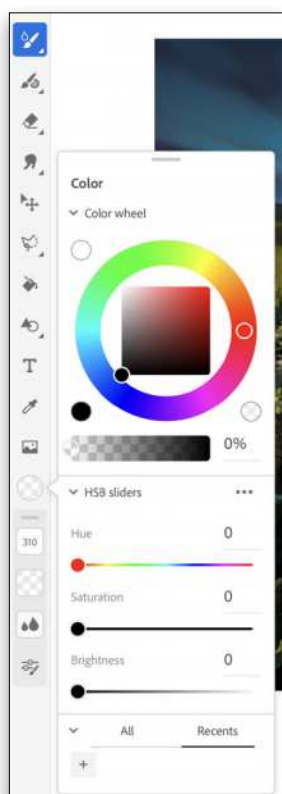 Color
Color wheel
T
0%
HSB sliders
Hue 0
310
Saturation 0
Brightness 0
All Recents
+